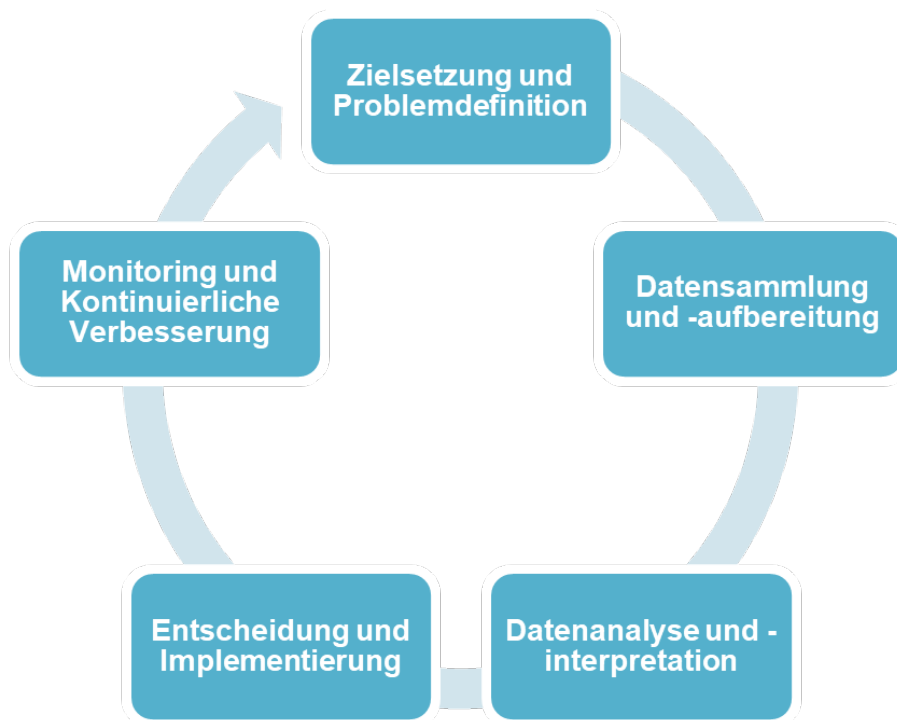 Zielsetzung und
Problemdefinition
Datensammlung
und -aufbereitung
Datenanalyse und -
interpretation
Entscheidung und
Implementierung
Monitoring und
Kontinuierliche
Verbesserung